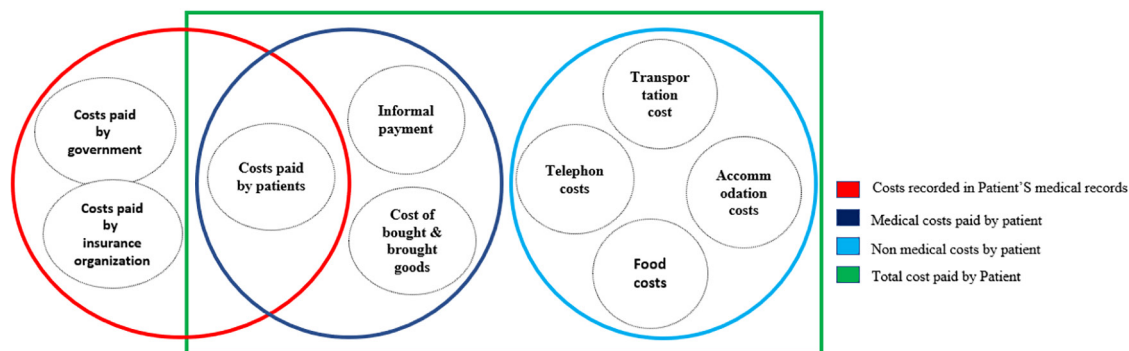 Costs paid
by
government
Costs paid
by
insurance
organization
Costs paid
by patients
Informal
payment
Cost of
bought &
brought
goods
Transpor
tation
cost
Telephon
costs
Accomm
odation
costs
Food
costs
Costs recorded in Patient’S medical records
Medical costs paid by patient
Non medical costs by patient
Total cost paid by Patient